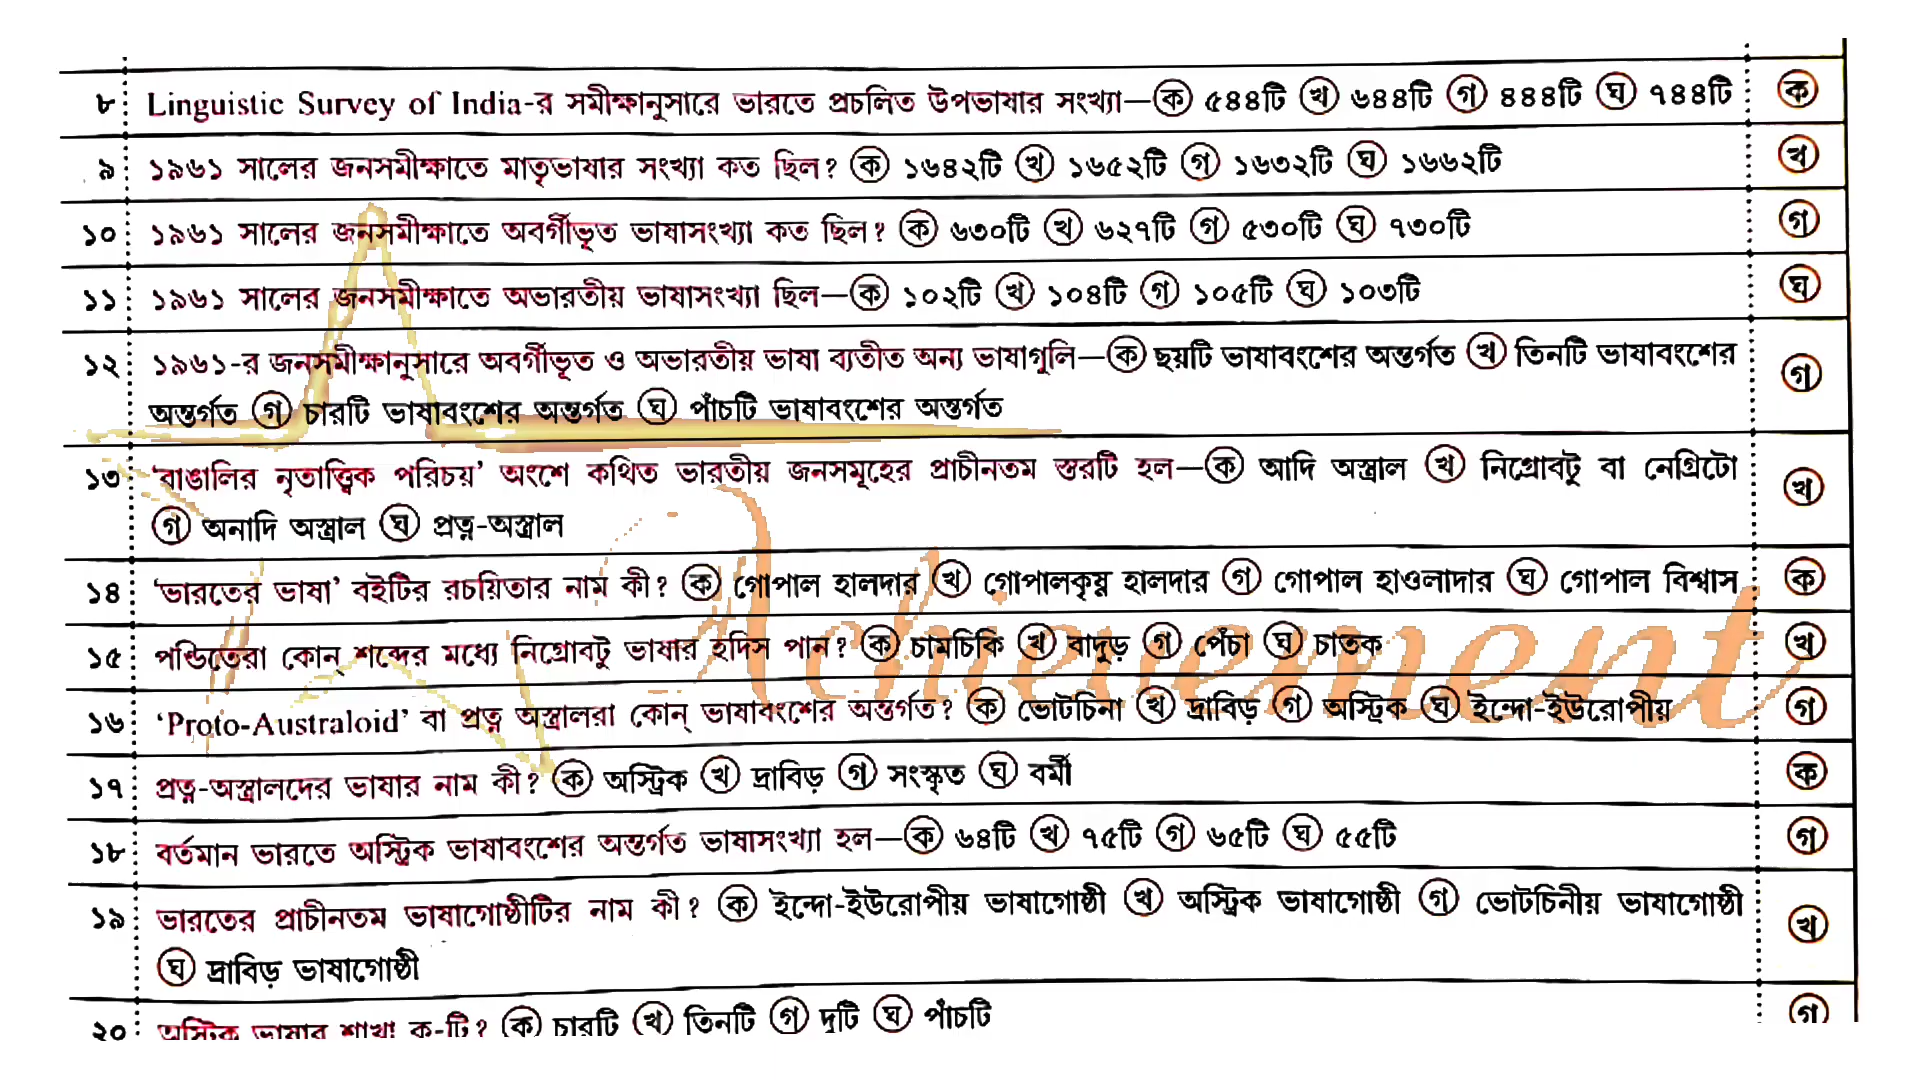 ৮ Linguistic Survey of India-র সমীক্ষানুসারে ভারতে প্রচলিত উপভাষার সংখ্যা—ক ৫৪৪টি খ ৬৪৪টি গ ৪৪৪টি ঘ ৭৪৪টি ক
৯ ১৯৬১ সালের জনসমীক্ষাতে মাতৃভাষার সংখ্যা কত ছিল? ক ১৬৪২টি খ ১৬৫২টি গ ১৬৩২টি ঘ ১৬৬২টি খ
১০ ১৯৬১ সালের জনসমীক্ষাতে অবর্গীভূত ভাষাসংখ্যা কত ছিল? ক ৬৩০টি খ ৬২৭টি গ ৫৩০টি ঘ ৭৩০টি গ
১১ ১৯৬১ সালের জনসমীক্ষাতে অভারতীয় ভাষাসংখ্যা ছিল—ক ১০২টি খ ১০৪টি গ ১০৫টি ঘ ১০৩টি ঘ
১২ ১৯৬১-র জনসমীক্ষানুসারে অবর্গীভূত ও অভারতীয় ভাষা ব্যতীত অন্য ভাষাগুলি—ক ছয়টি ভাষাবংশের অন্তর্গত খ তিনটি ভাষাবংশের
অন্তর্গত গ চারটি ভাষাবংশের অন্তর্গত ঘ পাঁচটি ভাষাবংশের অন্তর্গত গ
১৩ 'বাঙালির নৃতাত্ত্বিক পরিচয়' অংশে কথিত ভারতীয় জনসমূহের প্রাচীনতম স্তরটি হল—ক আদি অস্ত্রাল খ নিগ্রোবটু বা নেগ্রিটো
গ অনাদি অস্ত্রাল ঘ প্রত্ন-অস্ত্রাল খ
১৪ 'ভারতের ভাষা' বইটির রচয়িতার নাম কী? ক গোপাল হালদার খ গোপালকৃষ্ণ হালদার গ গোপাল হাওলাদার ঘ গোপাল বিশ্বাস ক
১৫ পণ্ডিতেরা কোন্ শব্দের মধ্যে নিগ্রোবটু ভাষার হদিস পান? ক চামচিকি খ বাদুড় গ পেঁচা ঘ চাতক খ
১৬ 'Proto-Australoid' বা প্রত্ন অস্ত্রালরা কোন্ ভাষাবংশের অন্তর্গত? ক ভোটচিনা খ দ্রাবিড় গ অস্ট্রিক ঘ ইন্দো-ইউরোপীয় গ
১৭ প্রত্ন-অস্ত্রালদের ভাষার নাম কী? ক অস্ট্রিক খ দ্রাবিড় গ সংস্কৃত ঘ বর্মী ক
১৮ বর্তমান ভারতে অস্ট্রিক ভাষাবংশের অন্তর্গত ভাষাসংখ্যা হল—ক ৬৪টি খ ৭৫টি গ ৬৫টি ঘ ৫৫টি গ
১৯ ভারতের প্রাচীনতম ভাষাগোষ্ঠীটির নাম কী? ক ইন্দো-ইউরোপীয় ভাষাগোষ্ঠী খ অস্ট্রিক ভাষাগোষ্ঠী গ ভোটচিনীয় ভাষাগোষ্ঠী
ঘ দ্রাবিড় ভাষাগোষ্ঠী খ
২০ অস্ট্রিক ভাষার শাখা ক-টি? ক চারটি খ তিনটি গ দুটি ঘ পাঁচটি গ
Achievement